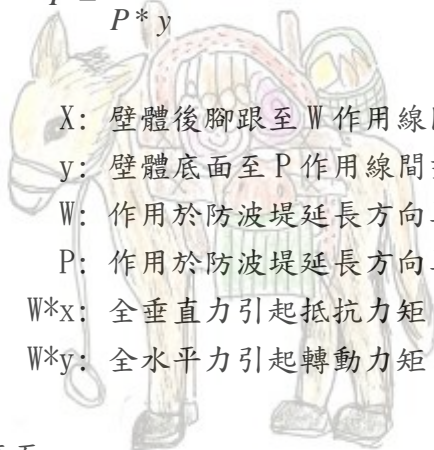 P* y
X: 壁體後腳跟至 W 作用線
y: 壁體底面至 P 作用線間
W: 作用於防波堤延長方向
P: 作用於防波堤延長方向
W*x: 全垂直力引起抵抗力矩
W*y: 全水平力引起轉動力矩